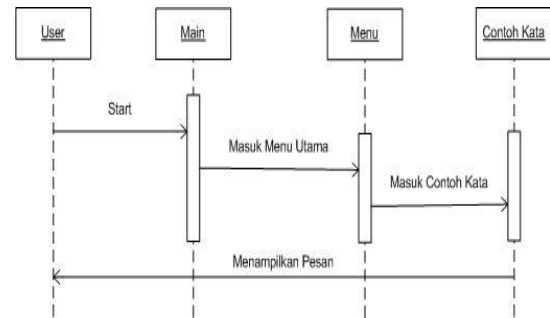 User
Main
Menu
Contoh Kata
Start
Masuk Menu Utama
Masuk Contoh Kata
Menampilkan Pesan